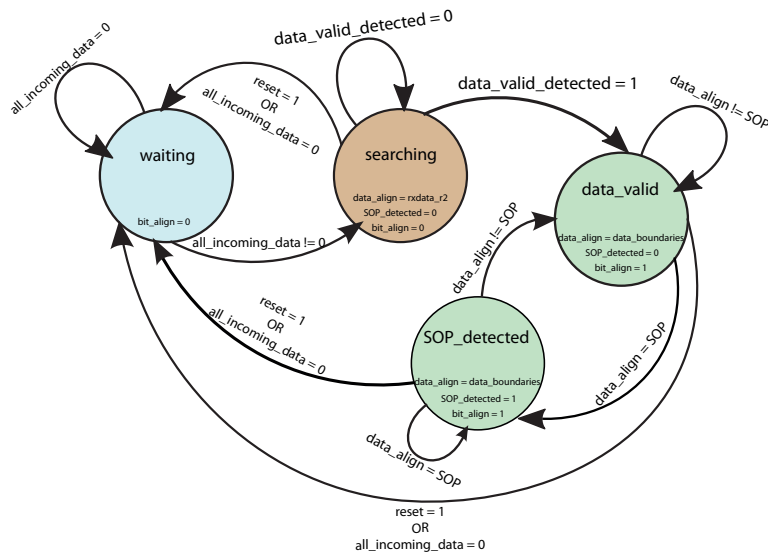 data_valid_detected = 0
all_incoming_data = 0
reset = 1
OR
all_incoming_data = 0
data_valid_detected = 1
data_align != SOP
waiting
bit_align = 0
searching
data_align = rxdata_r2
SOP_detected = 0
bit_align = 0
data_valid
data_align = data_boundaries
SOP_detected = 0
bit_align = 1
all_incoming_data != 0
data_align != SOP
reset = 1
OR
all_incoming_data = 0
SOP_detected
data_align = data_boundaries
SOP_detected = 1
bit_align = 1
data_align = SOP
data_align = SOP
reset = 1
OR
all_incoming_data = 0